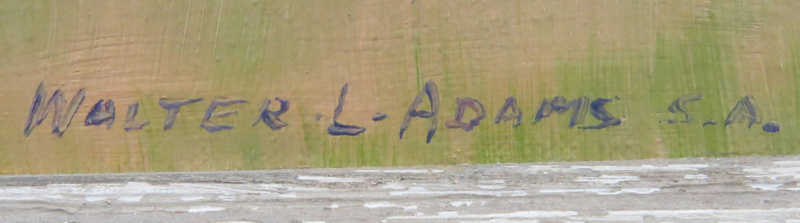 WALTER .L. ADAMS S.A.